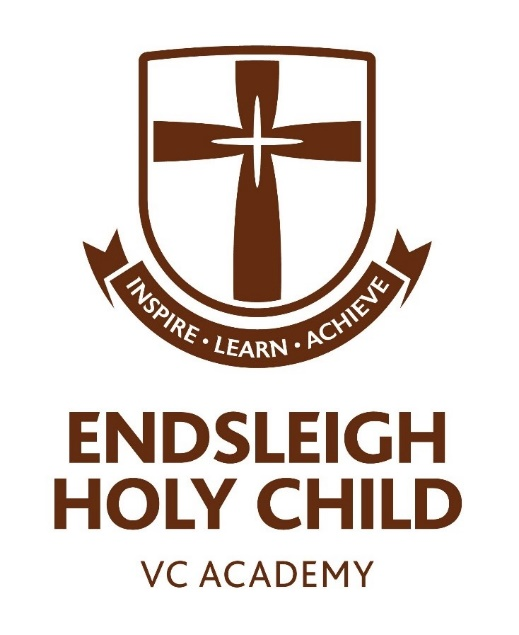 INSPIRE • LEARN • ACHIEVE
ENDSLEIGH
HOLY CHILD
VC ACADEMY